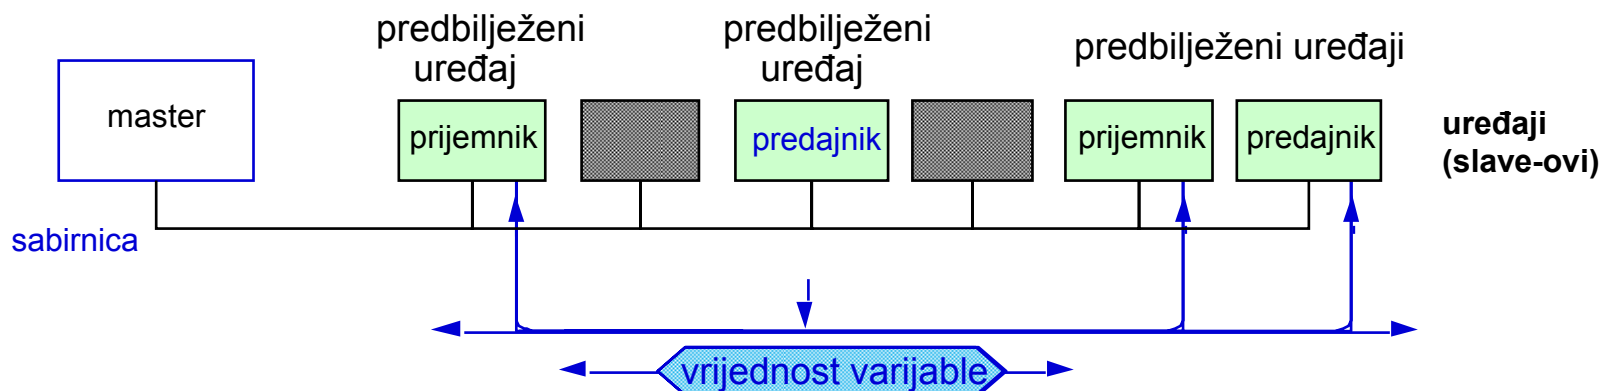 predbilježeni
uređaj
predbilježeni
uređaj
predbilježeni uređaji
master
prijemnik
predajnik
prijemnik
predajnik
uređaji
(slave-ovi)
sabirnica
vrijednost varijable